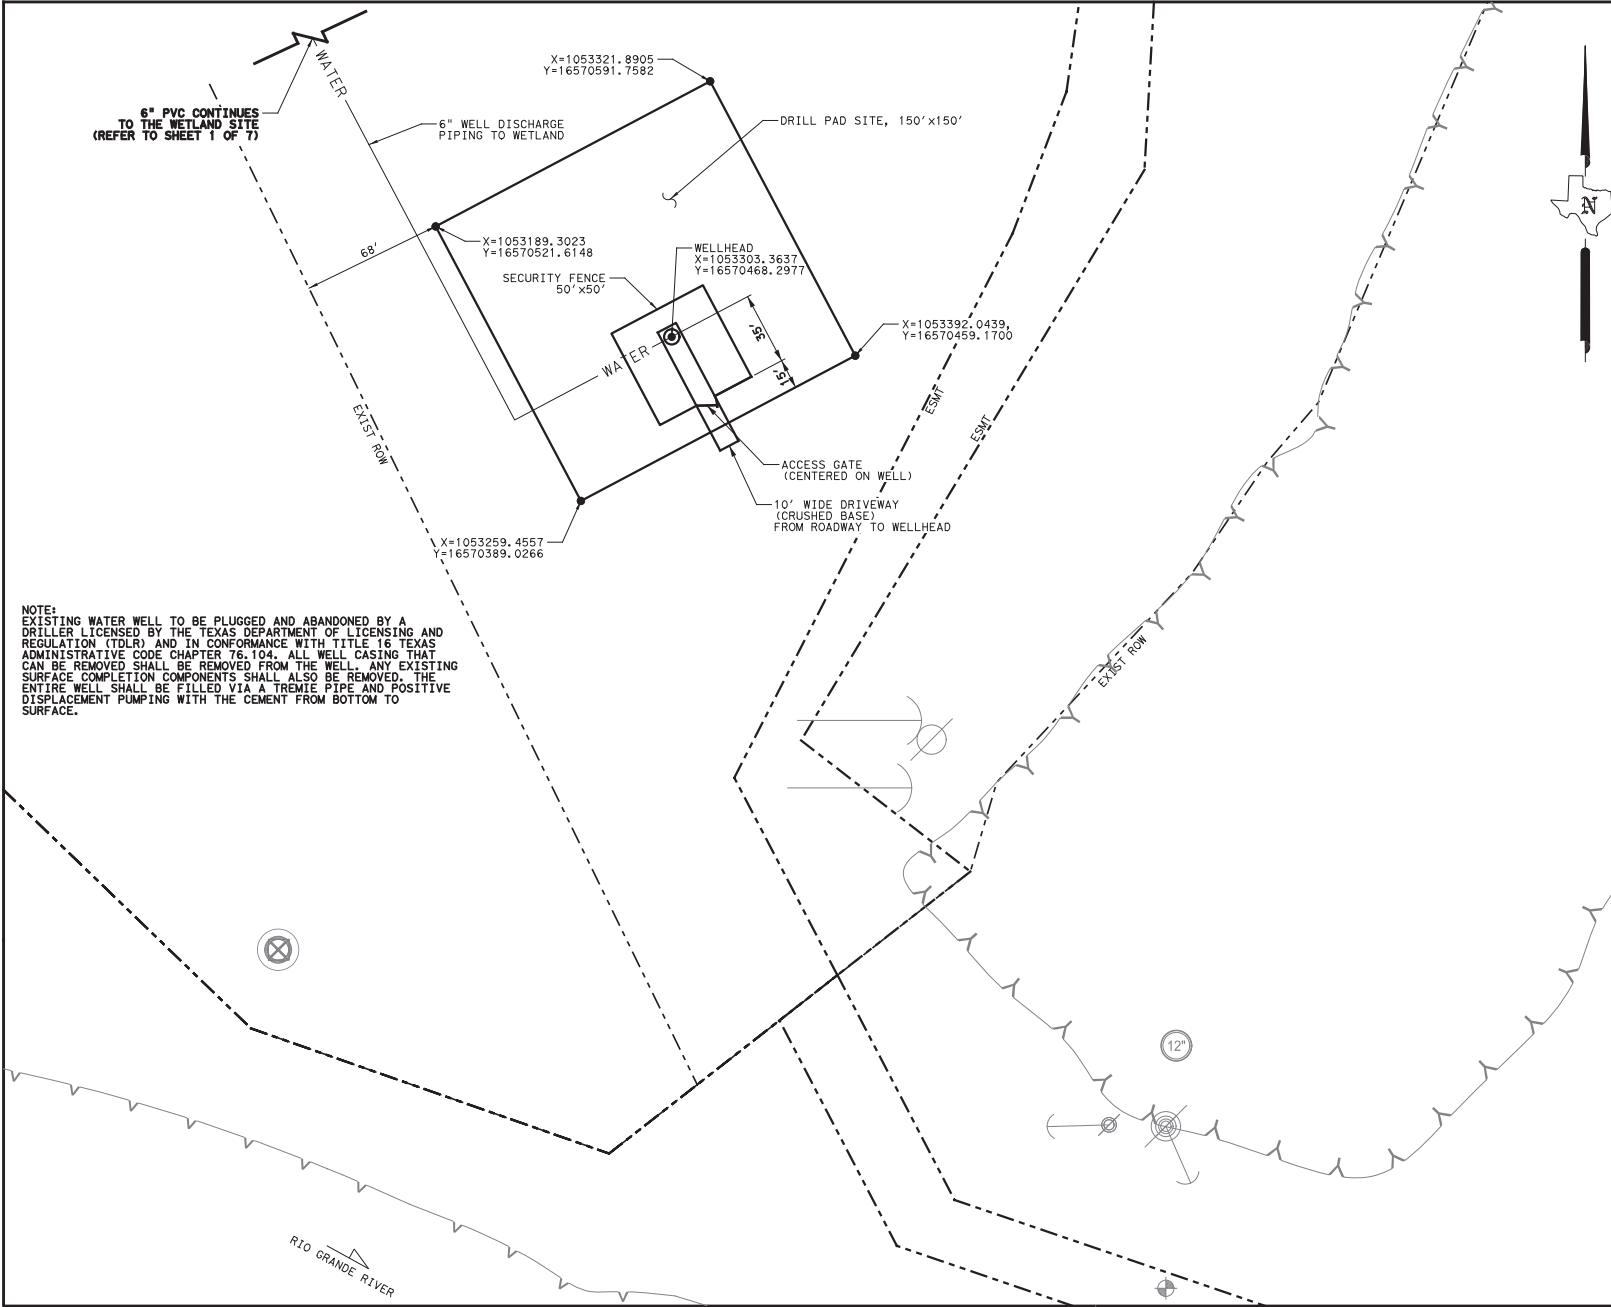 WATER
X=1053321.8905
Y=16570591.7582
6" PVC CONTINUES
TO THE WETLAND SITE
(REFER TO SHEET 1 OF 7)
6" WELL DISCHARGE
PIPING TO WETLAND
DRILL PAD SITE, 150'x150'
N
68'
X=1053189.3023
Y=16570521.6148
WELLHEAD
X=1053303.3637
Y=16570468.2977
SECURITY FENCE
50'x50'
35'
X=1053392.0439,
Y=16570459.1700
WATER
15'
ESMT
ESMT
EXIST ROW
ACCESS GATE
(CENTERED ON WELL)
10' WIDE DRIVEWAY
(CRUSHED BASE)
FROM ROADWAY TO WELLHEAD
X=1053259.4557
Y=16570389.0266
NOTE:
EXISTING WATER WELL TO BE PLUGGED AND ABANDONED BY A
DRILLER LICENSED BY THE TEXAS DEPARTMENT OF LICENSING AND
REGULATION (TDLR) AND IN CONFORMANCE WITH TITLE 16 TEXAS
ADMINISTRATIVE CODE CHAPTER 76.104. ALL WELL CASING THAT
CAN BE REMOVED SHALL BE REMOVED FROM THE WELL. ANY EXISTING
SURFACE COMPLETION COMPONENTS SHALL ALSO BE REMOVED. THE
ENTIRE WELL SHALL BE FILLED VIA A TREMIE PIPE AND POSITIVE
DISPLACEMENT PUMPING WITH THE CEMENT FROM BOTTOM TO
SURFACE.
EXIST ROW
12"
RIO GRANDE RIVER